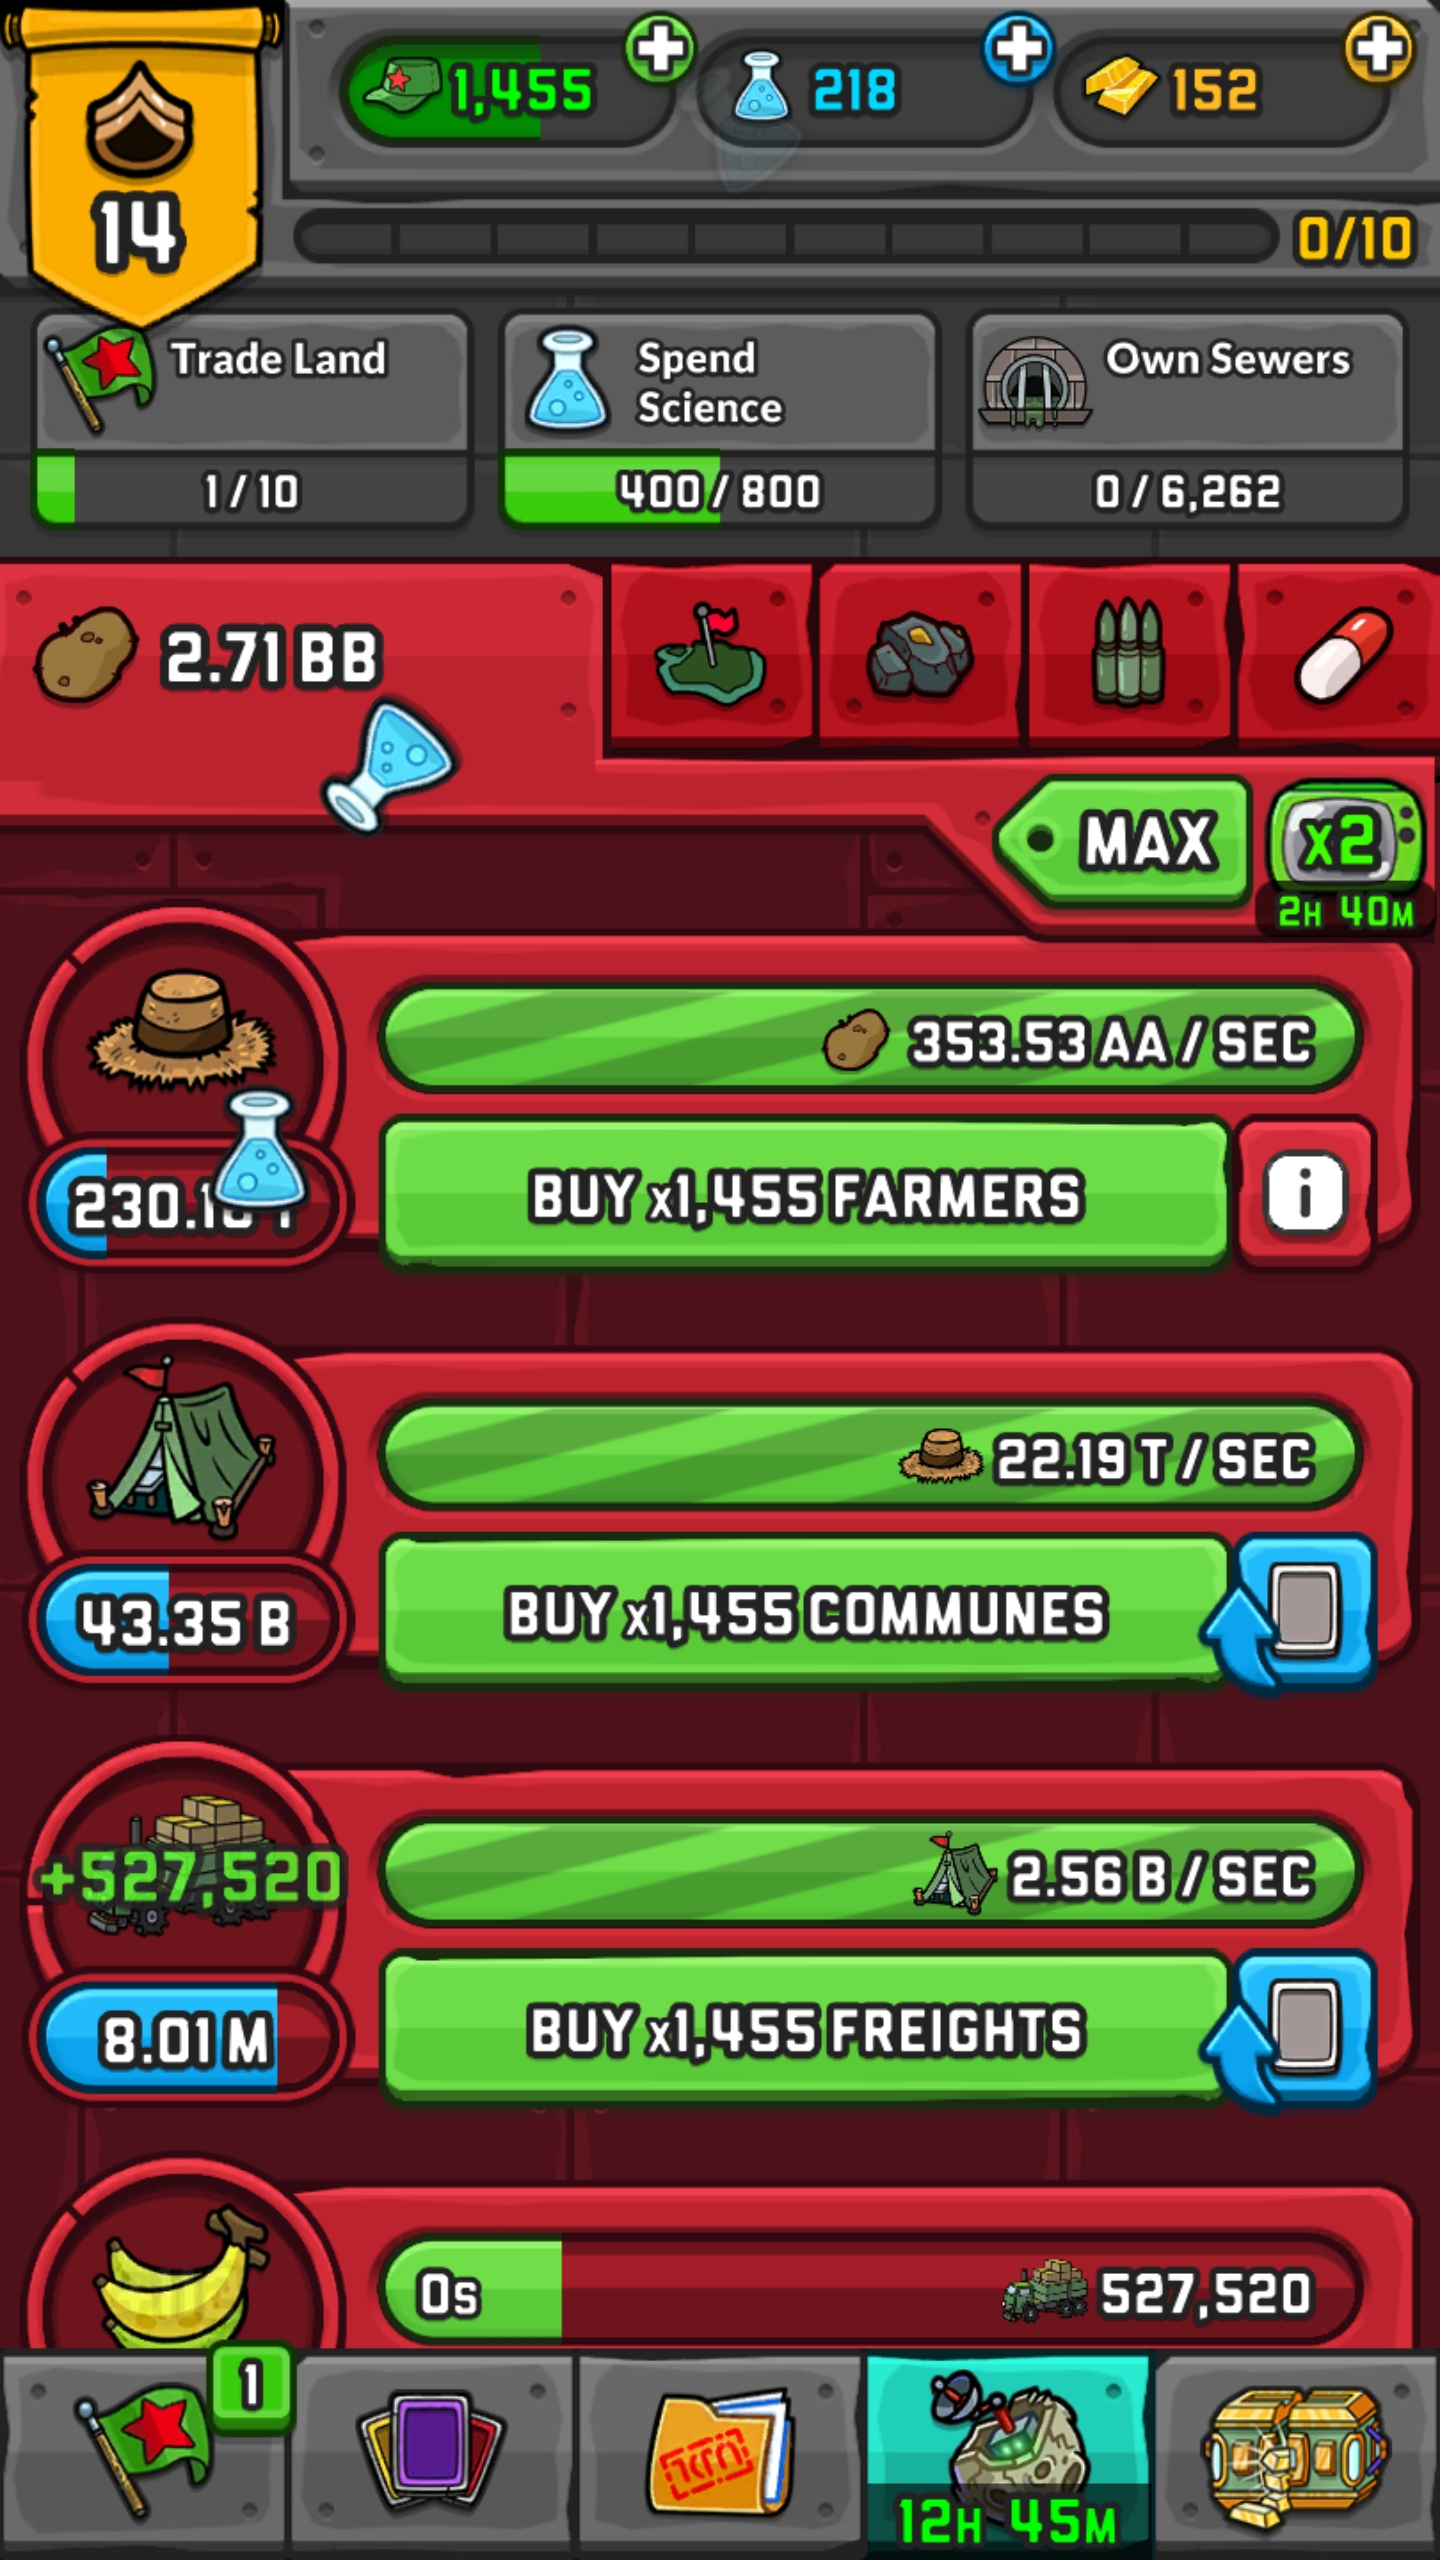 14
1,455
218
152
0/10
Trade Land
1 / 10
Spend
Science
400 / 800
Own Sewers
0 / 6,262
2.71 BB
MAX
x2
2H 40M
353.53 AA / SEC
BUY x1,455 FARMERS
i
22.19 T / SEC
43.35 B
BUY x1,455 COMMUNES
+527,520
2.56 B / SEC
8.01 M
BUY x1,455 FREIGHTS
0s
527,520
1
12H 45M